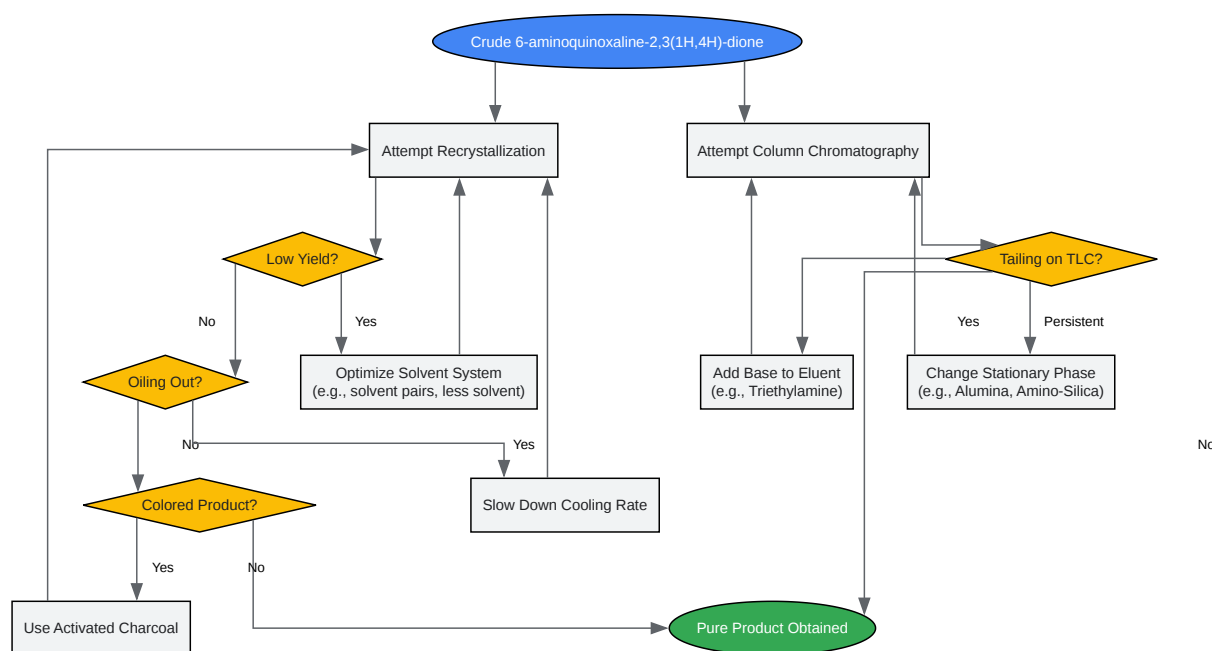 Crude 6-aminoquinoxaline-2,3(1H,4H)-dione
Attempt Recrystallization
Attempt Column Chromatography
Low Yield?
Tailing on TLC?
No
Yes
Yes
Persistent
Oiling Out?
Optimize Solvent System
(e.g., solvent pairs, less solvent)
Add Base to Eluent
(e.g., Triethylamine)
Change Stationary Phase
(e.g., Alumina, Amino-Silica)
No
Yes
No
Colored Product?
Slow Down Cooling Rate
Yes
No
Use Activated Charcoal
Pure Product Obtained